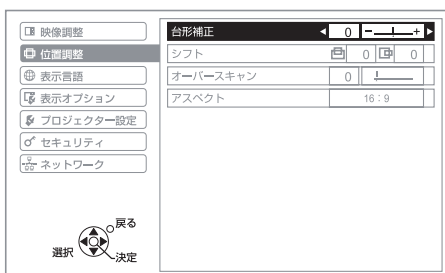 映像調整
位置調整
表示言語
表示オプション
プロジェクター設定
セキュリティ
ネットワーク
台形補正 0 - +
シフト 0 0
オーバースキャン 0
アスペクト 16:9
戻る
選択
決定